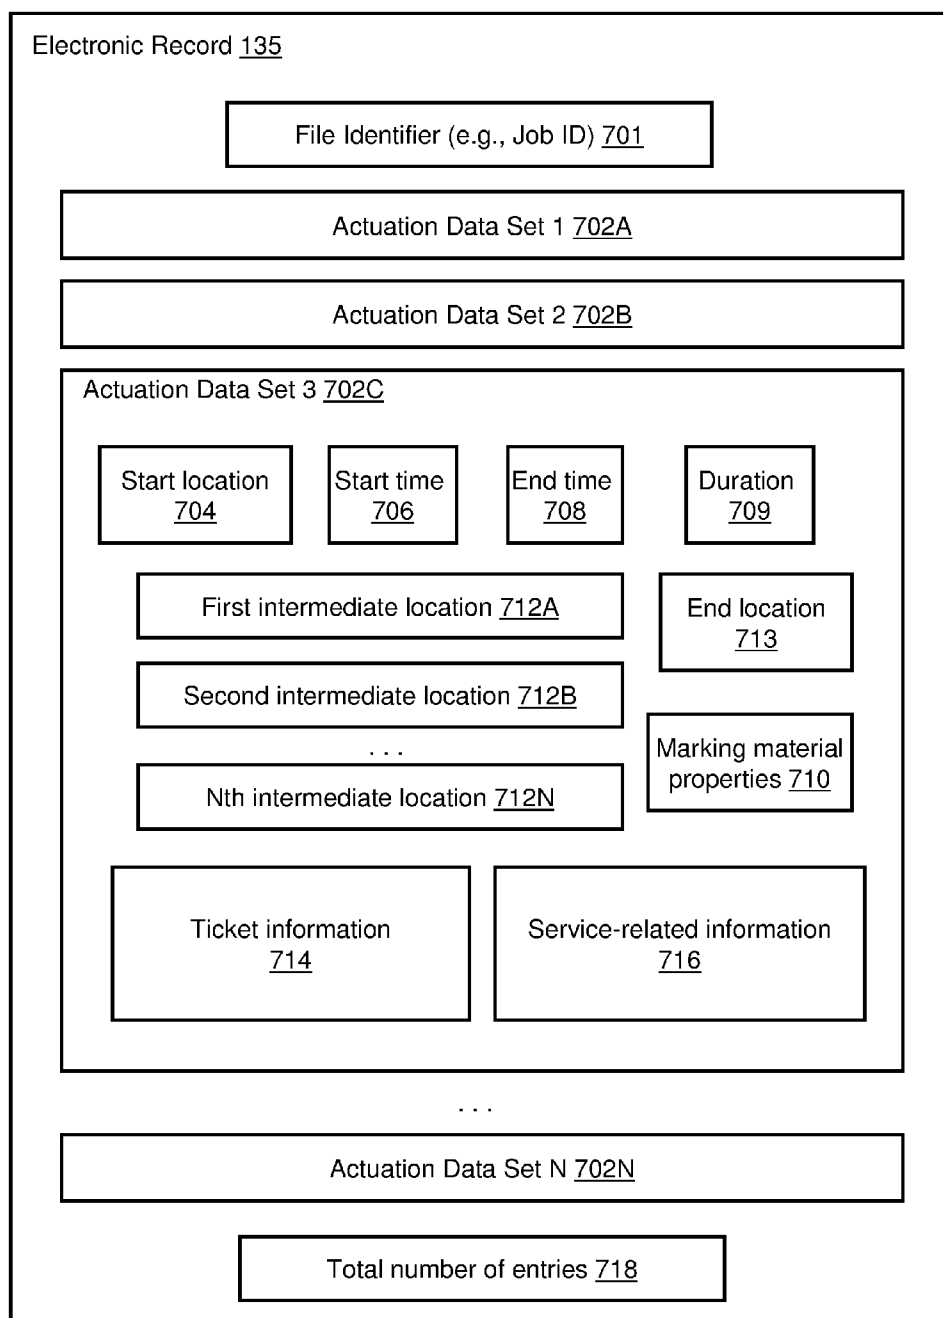 Electronic Record 135
File Identifier (e.g., Job ID) 701
Actuation Data Set 1 702A
Actuation Data Set 2 702B
Actuation Data Set 3 702C
Start location
704
Start time
706
End time
708
Duration
709
First intermediate location 712A
Second intermediate location 712B
. . .
Nth intermediate location 712N
End location
713
Marking material
properties 710
Ticket information
714
Service-related information
716
. . .
Actuation Data Set N 702N
Total number of entries 718